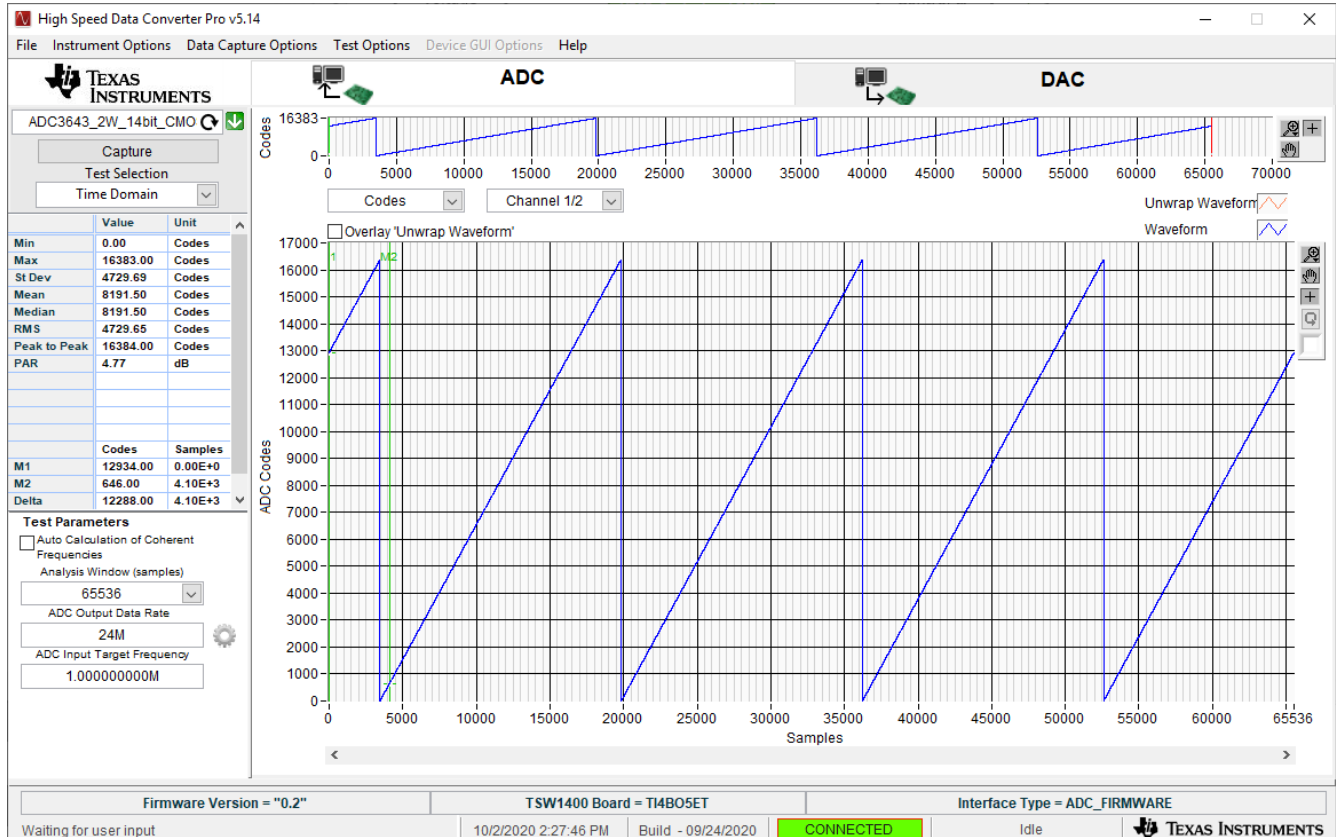 High Speed Data Converter Pro v5.14
File Instrument Options Data Capture Options Test Options Device GUI Options Help
TEXAS INSTRUMENTS
ADC
DAC
ADC3643_2W_14bit_CMO
Capture
Test Selection
Time Domain
Value Unit
Min 0.00 Codes
Max 16383.00 Codes
St Dev 4729.69 Codes
Mean 8191.50 Codes
Median 8191.50 Codes
RMS 4729.65 Codes
Peak to Peak 16384.00 Codes
PAR 4.77 dB
Codes Samples
M1 12934.00 0.00E+0
M2 646.00 4.10E+3
Delta 12288.00 4.10E+3
Test Parameters
Auto Calculation of Coherent
Frequencies
Analysis Window (samples)
65536
ADC Output Data Rate
24M
ADC Input Target Frequency
1.000000000M
Codes
16383
0
0 5000 10000 15000 20000 25000 30000 35000 40000 45000 50000 55000 60000 65000 70000
Codes
Channel 1/2
Unwrap Waveform
Overlay 'Unwrap Waveform'
Waveform
1 M2
ADC Codes
17000
16000
15000
14000
13000
12000
11000
10000
9000
8000
7000
6000
5000
4000
3000
2000
1000
0
0 5000 10000 15000 20000 25000 30000 35000 40000 45000 50000 55000 60000 65536
Samples
Firmware Version = "0.2"
TSW1400 Board = TI4BO5ET
Interface Type = ADC_FIRMWARE
Waiting for user input
10/2/2020 2:27:46 PM
Build - 09/24/2020
CONNECTED
Idle
TEXAS INSTRUMENTS